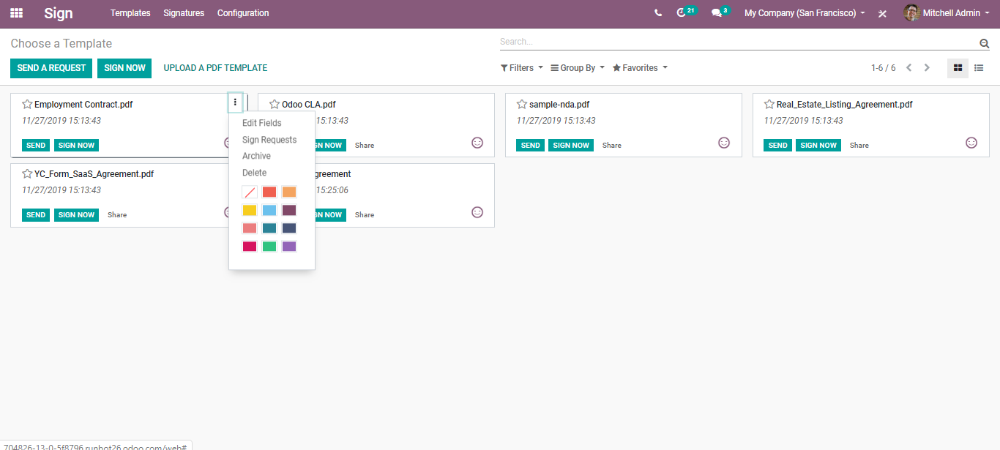 Sign Templates Signatures Configuration 21 3 My Company (San Francisco) Mitchell Admin
Choose a Template
Search...
SEND A REQUEST SIGN NOW UPLOAD A PDF TEMPLATE
Filters Group By Favorites 1-6 / 6
Employment Contract.pdf
11/27/2019 15:13:43
SEND SIGN NOW
Edit Fields
Sign Requests
Archive
Delete
Odoo CLA.pdf
15:13:43
NOW Share
sample-nda.pdf
11/27/2019 15:13:43
SEND SIGN NOW Share
Real_Estate_Listing_Agreement.pdf
11/27/2019 15:13:43
SEND SIGN NOW Share
YC_Form_SaaS_Agreement.pdf
11/27/2019 15:13:43
SEND SIGN NOW Share
greement
15:25:06
NOW Share
704826-13-0-5f8796.runbot26.odoo.com/web#